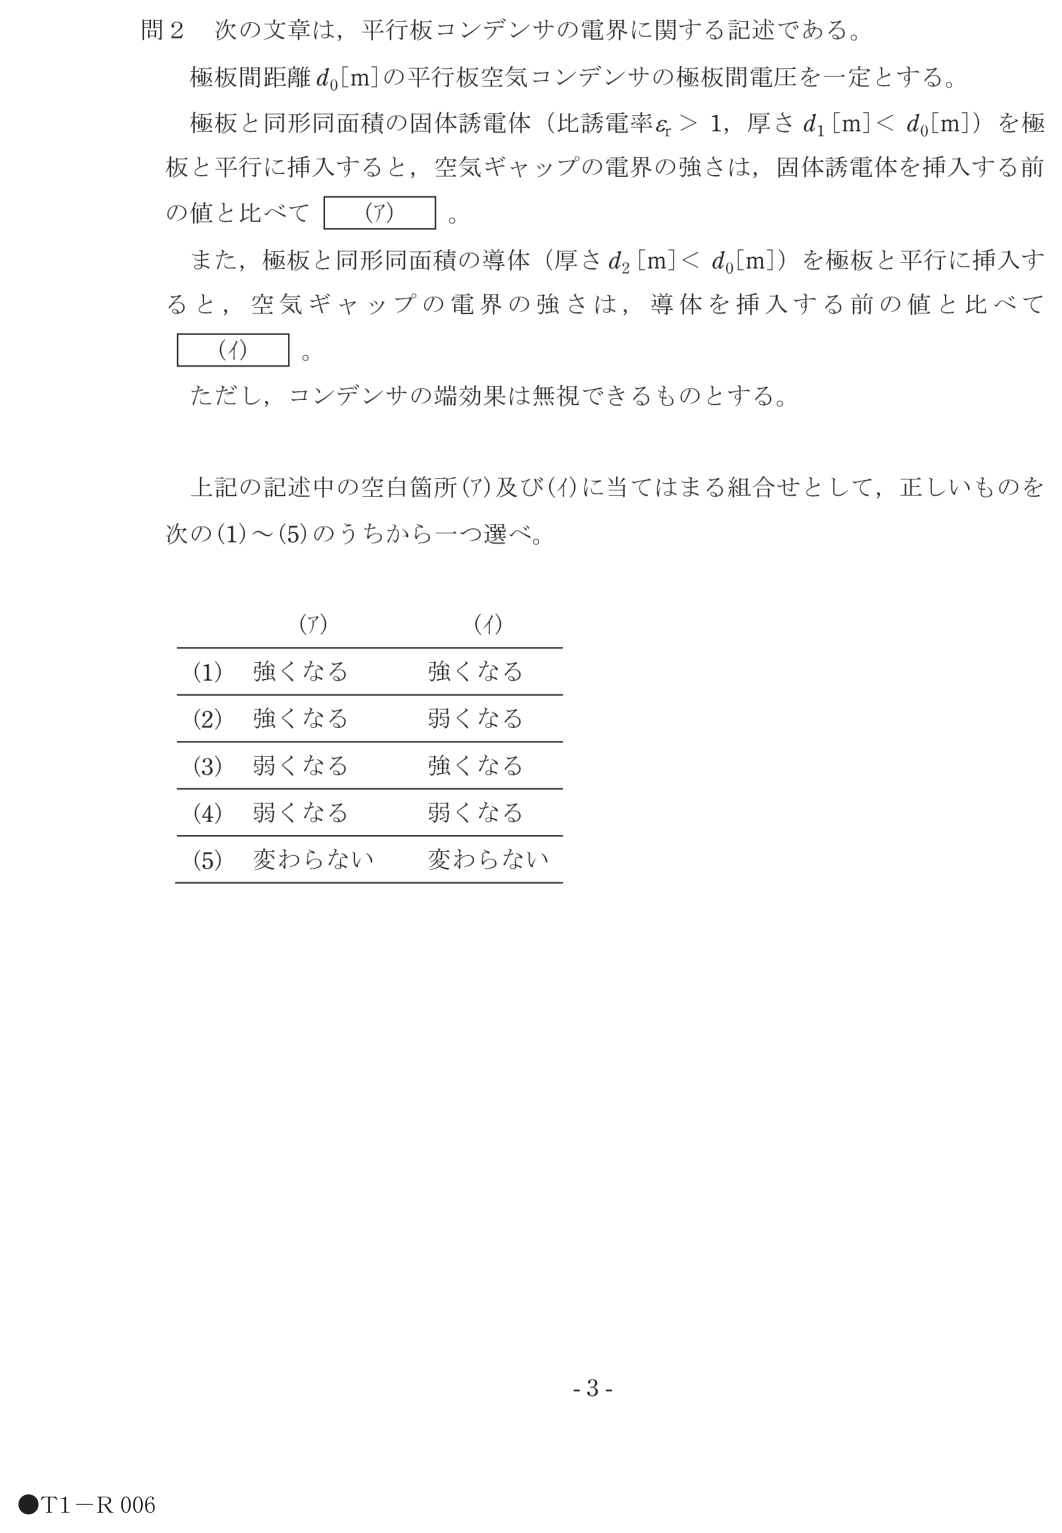 問２　次の文章は，平行板コンデンサの電界に関する記述である。
極板間距離 d0[m]の平行板空気コンデンサの極板間電圧を一定とする。
極板と同形同面積の固体誘電体（比誘電率εr > 1，厚さ d1 [m] < d0[m]）を極
板と平行に挿入すると，空気ギャップの電界の強さは，固体誘電体を挿入する前
の値と比べて (ｱ) 。
また，極板と同形同面積の導体（厚さ d2 [m] < d0[m]）を極板と平行に挿入す
ると，空気ギャップの電界の強さは，導体を挿入する前の値と比べて
(ｲ) 。
ただし，コンデンサの端効果は無視できるものとする。
上記の記述中の空白箇所(ｱ)及び(ｲ)に当てはまる組合せとして，正しいものを
次の(1)～(5)のうちから一つ選べ。
(ｱ) (ｲ)
(1) 強くなる 強くなる
(2) 強くなる 弱くなる
(3) 弱くなる 強くなる
(4) 弱くなる 弱くなる
(5) 変わらない 変わらない
- 3 -
●T1－R 006